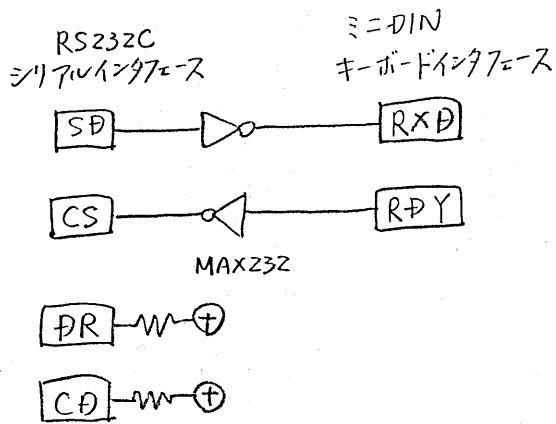 RS232C
シリアルインタフェース
ミニDIN
キーボードインタフェース
SD
RXD
CS
RDY
MAX232
DR
+
CD
+